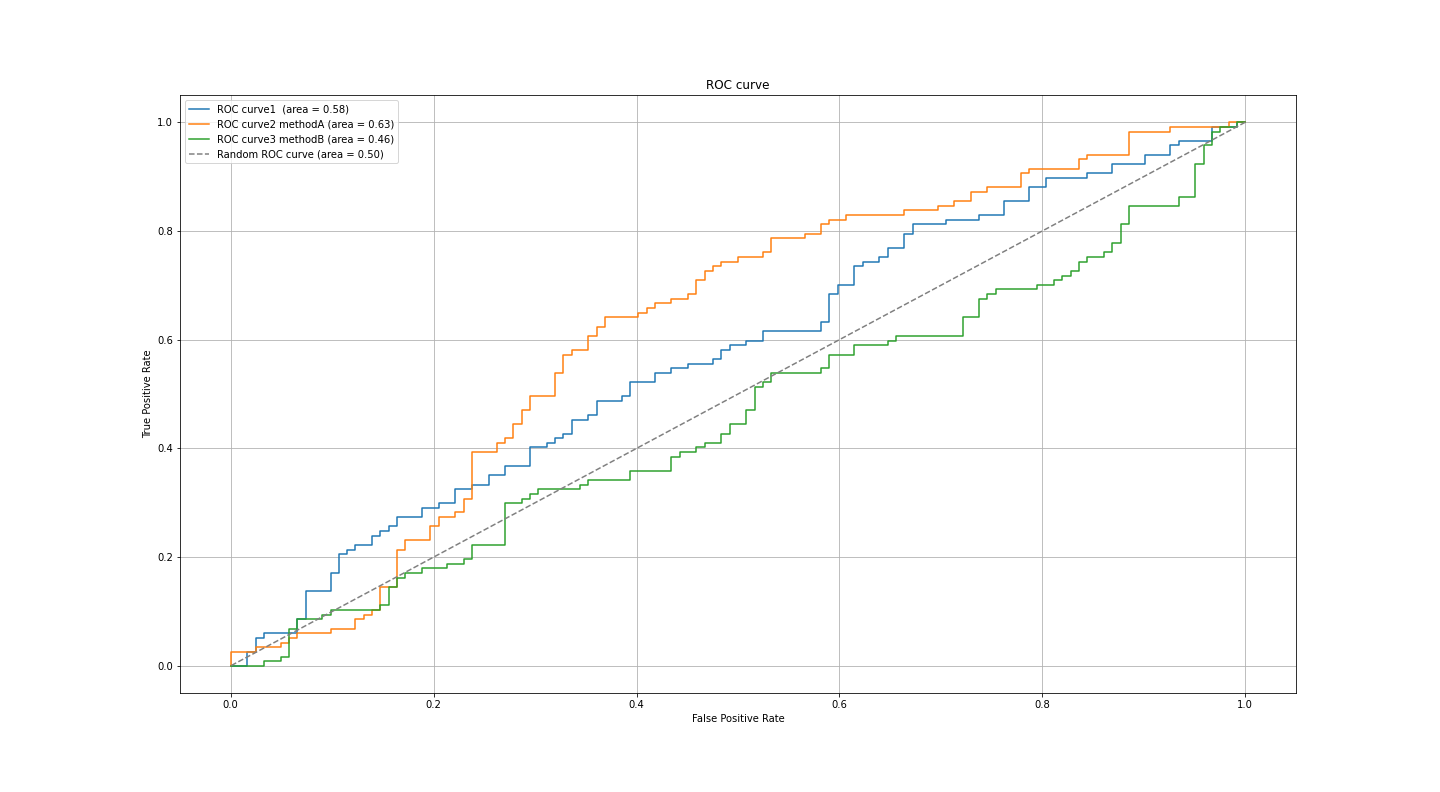 ROC curve
ROC curve1  (area = 0.58)
ROC curve2 methodA (area = 0.63)
ROC curve3 methodB (area = 0.46)
Random ROC curve (area = 0.50)
True Positive Rate
1.0
0.8
0.6
0.4
0.2
0.0
0.0 0.2 0.4 0.6 0.8 1.0
False Positive Rate